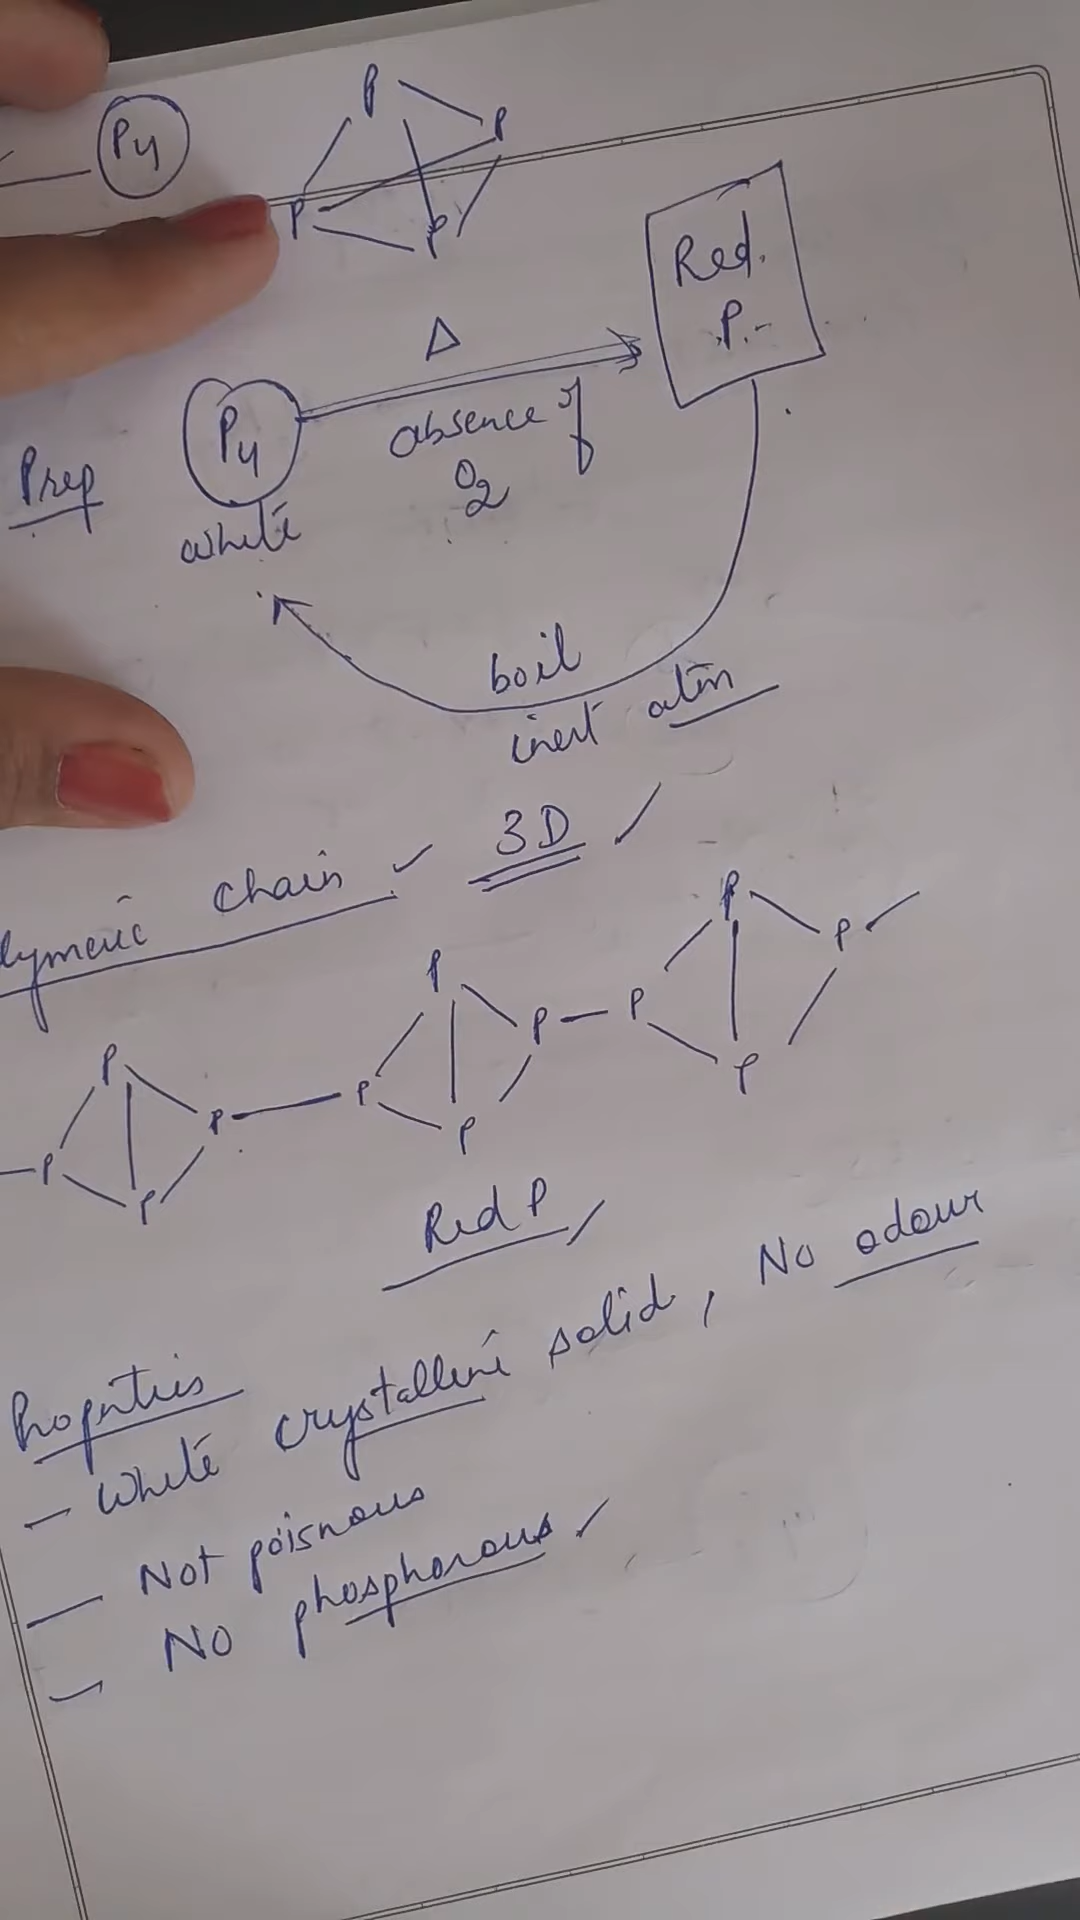 P4
P
P
P
P
Red.
P.-
Δ
Prep
P4
absence of
O2
white
boil
inert atm
lymeric chain ✓ 3D ✓
P
P
P
P
P
P
P
P
P
P
P
P
Red P
Properties
- White crystalline solid, No odour
- Not poisnous
- No phosphorous